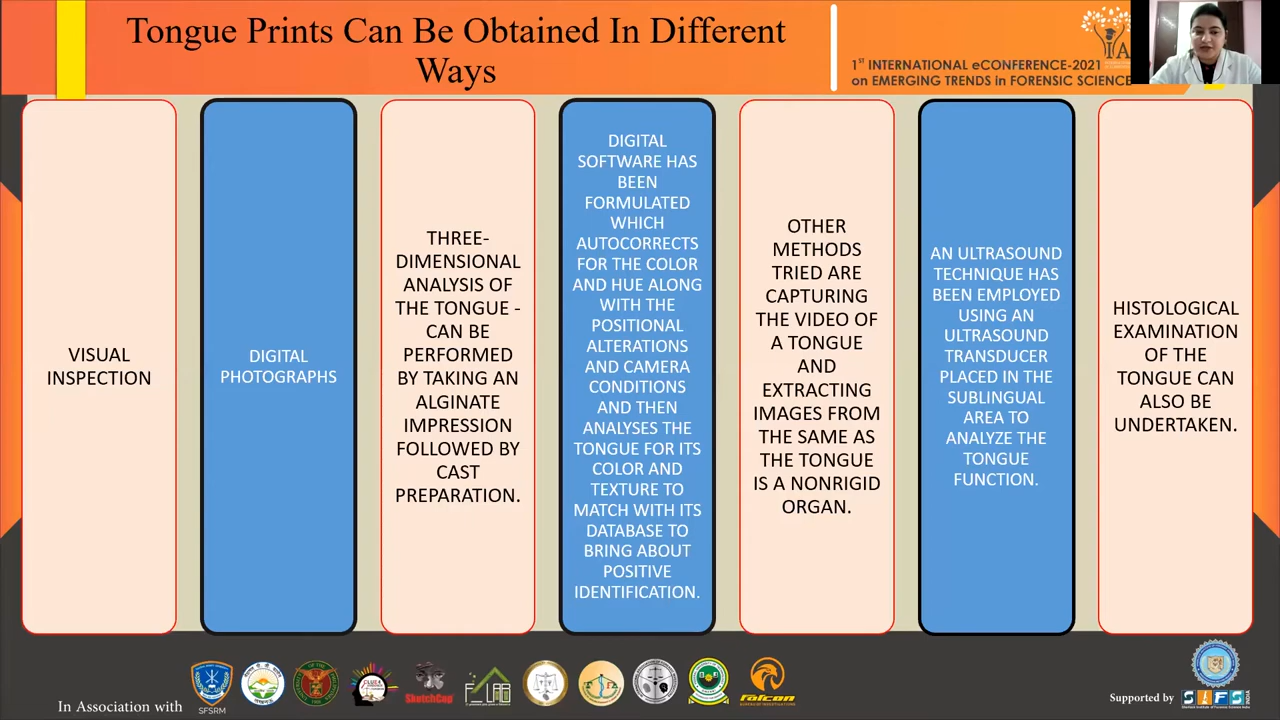 Tongue Prints Can Be Obtained In Different
Ways
1ST INTERNATIONAL eCONFERENCE-2021
on EMERGING TRENDS in FORENSIC SCIENCE
VISUAL
INSPECTION
DIGITAL
PHOTOGRAPHS
THREE-
DIMENSIONAL
ANALYSIS OF
THE TONGUE -
CAN BE
PERFORMED
BY TAKING AN
ALGINATE
IMPRESSION
FOLLOWED BY
CAST
PREPARATION.
DIGITAL
SOFTWARE HAS
BEEN
FORMULATED
WHICH
AUTOCORRECTS
FOR THE COLOR
AND HUE ALONG
WITH THE
POSITIONAL
ALTERATIONS
AND CAMERA
CONDITIONS
AND THEN
ANALYSES THE
TONGUE FOR ITS
COLOR AND
TEXTURE TO
MATCH WITH ITS
DATABASE TO
BRING ABOUT
POSITIVE
IDENTIFICATION.
OTHER
METHODS
TRIED ARE
CAPTURING
THE VIDEO OF
A TONGUE
AND
EXTRACTING
IMAGES FROM
THE SAME AS
THE TONGUE
IS A NONRIGID
ORGAN.
AN ULTRASOUND
TECHNIQUE HAS
BEEN EMPLOYED
USING AN
ULTRASOUND
TRANSDUCER
PLACED IN THE
SUBLINGUAL
AREA TO
ANALYZE THE
TONGUE
FUNCTION.
HISTOLOGICAL
EXAMINATION
OF THE
TONGUE CAN
ALSO BE
UNDERTAKEN.
In Association with
SFSRM
SketchCop
falcon
Supported by
SIFS
INDIA